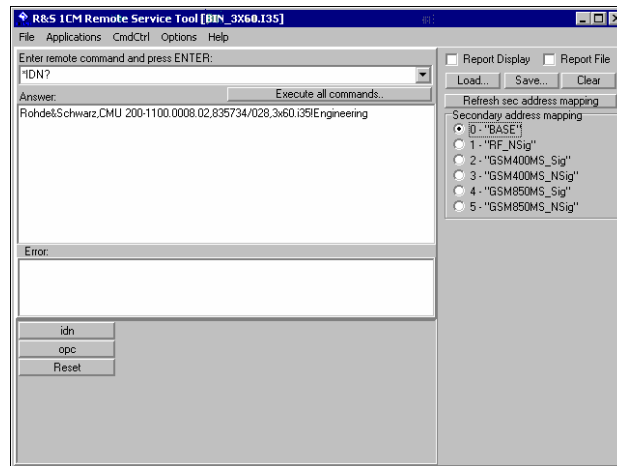 R&S 1CM Remote Service Tool [BIN_3X60.I35]
File Applications CmdCtrl Options Help
Enter remote command and press ENTER:
*IDN?
Answer:
Execute all commands..
Rohde&Schwarz,CMU 200-1100.0008.02,835734/028,3x60.i35!Engineering
Error:
idn
opc
Reset
Report Display Report File
Load... Save... Clear
Refresh sec address mapping
Secondary address mapping
0 - "BASE"
1 - "RF_NSig"
2 - "GSM400MS_Sig"
3 - "GSM400MS_NSig"
4 - "GSM850MS_Sig"
5 - "GSM850MS_NSig"